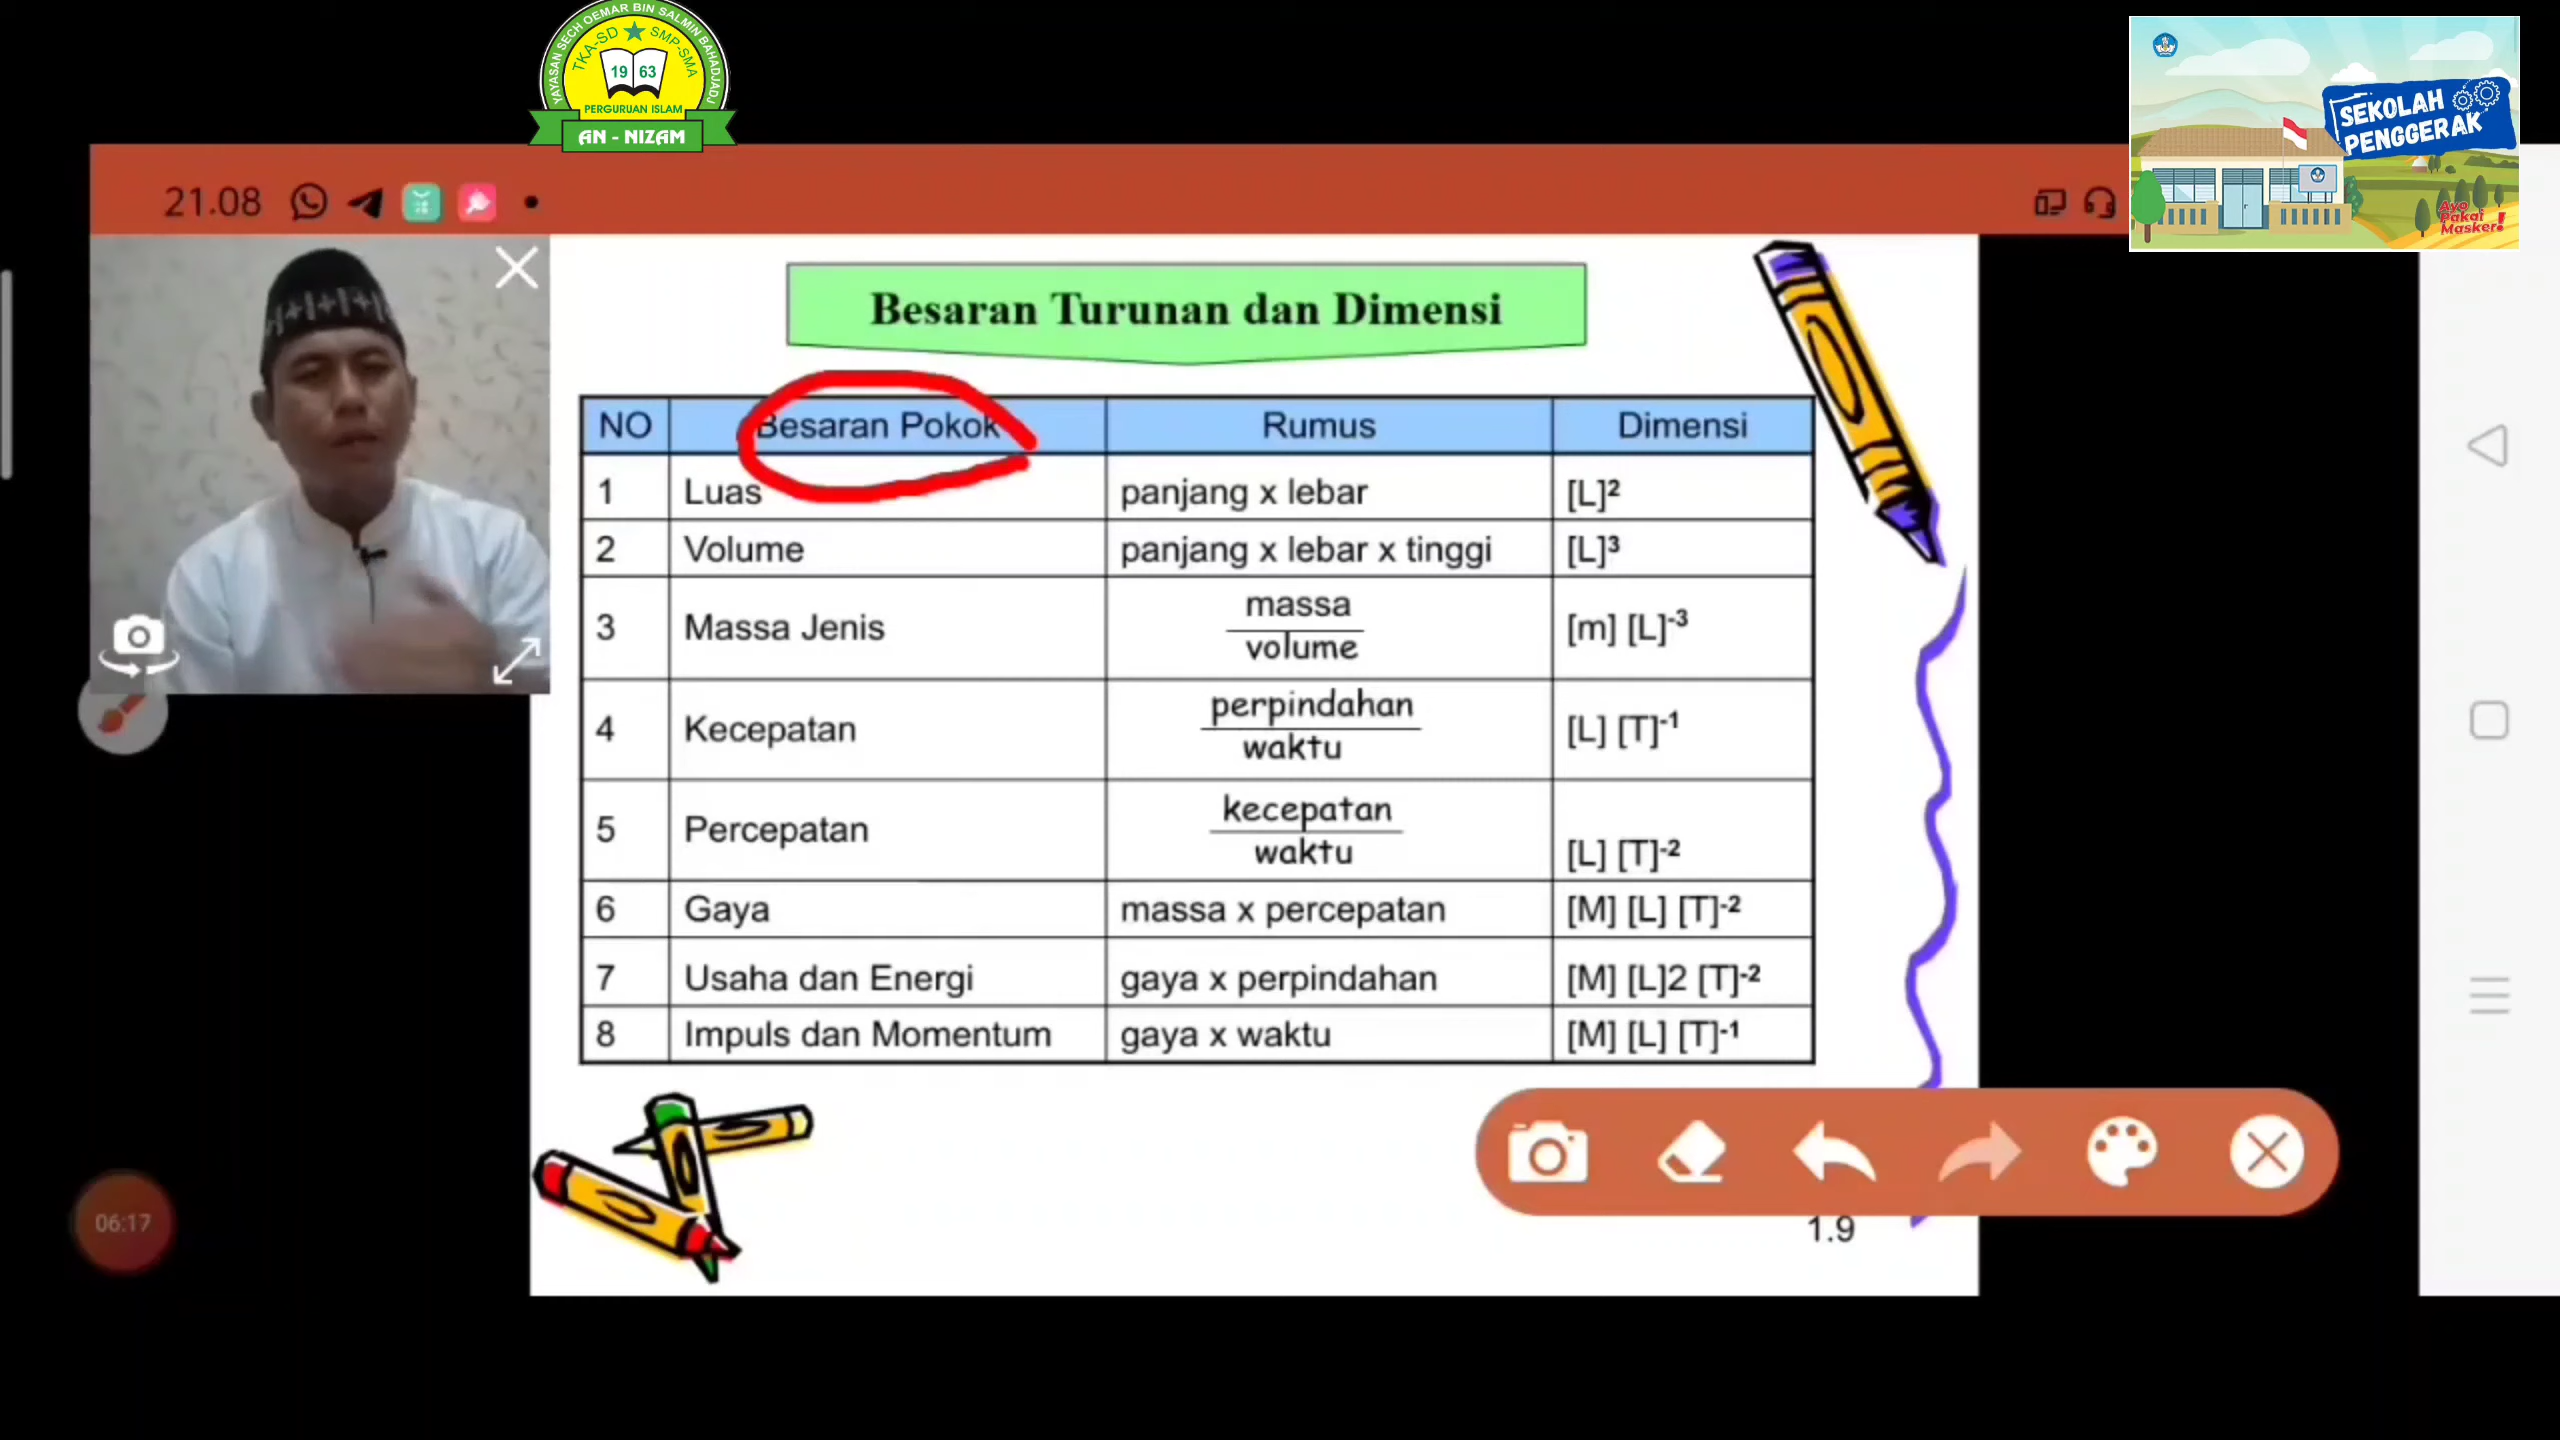 YAYASAN SECH OEMAR BIN SALMIN BAHADJADJ
TKA-SD SMP-SMA
19 63
PERGURUAN ISLAM
AN - NIZAM
SEKOLAH
PENGGERAK
Ayo
Pakai
Masker!
21.08
Besaran Turunan dan Dimensi
NO Besaran Pokok Rumus Dimensi
1 Luas panjang x lebar [L]²
2 Volume panjang x lebar x tinggi [L]³
3 Massa Jenis massa
volume [m] [L]⁻³
4 Kecepatan perpindahan
waktu [L] [T]⁻¹
5 Percepatan kecepatan
waktu [L] [T]⁻²
6 Gaya massa x percepatan [M] [L] [T]⁻²
7 Usaha dan Energi gaya x perpindahan [M] [L]2 [T]⁻²
8 Impuls dan Momentum gaya x waktu [M] [L] [T]⁻¹
06:17
1.9